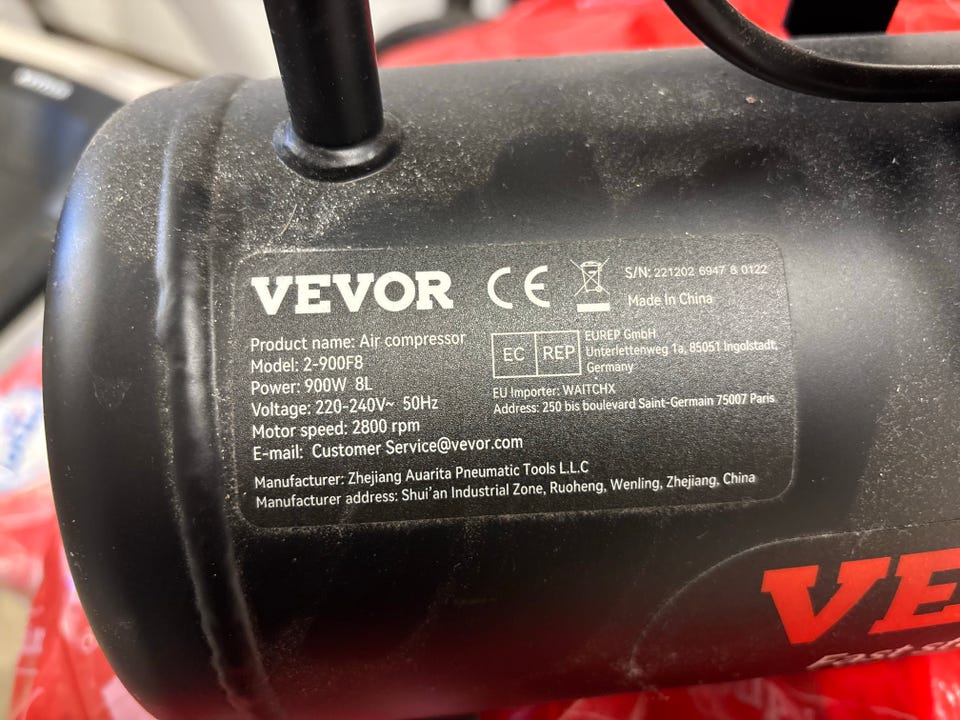 VEVOR
CE
S/N: 221202 6947 8 0122
Made In China
Product name: Air compressor
Model: 2-900F8
Power: 900W 8L
Voltage: 220-240V~ 50Hz
Motor speed: 2800 rpm
E-mail: Customer Service@vevor.com
EC REP
EUREP GmbH
Unterlettenweg 1a, 85051 Ingolstadt,
Germany
EU Importer: WAITCHX
Address: 250 bis boulevard Saint-Germain 75007 Paris
Manufacturer: Zhejiang Auarita Pneumatic Tools L.L.C
Manufacturer address: Shui'an Industrial Zone, Ruoheng, Wenling, Zhejiang, China
VE